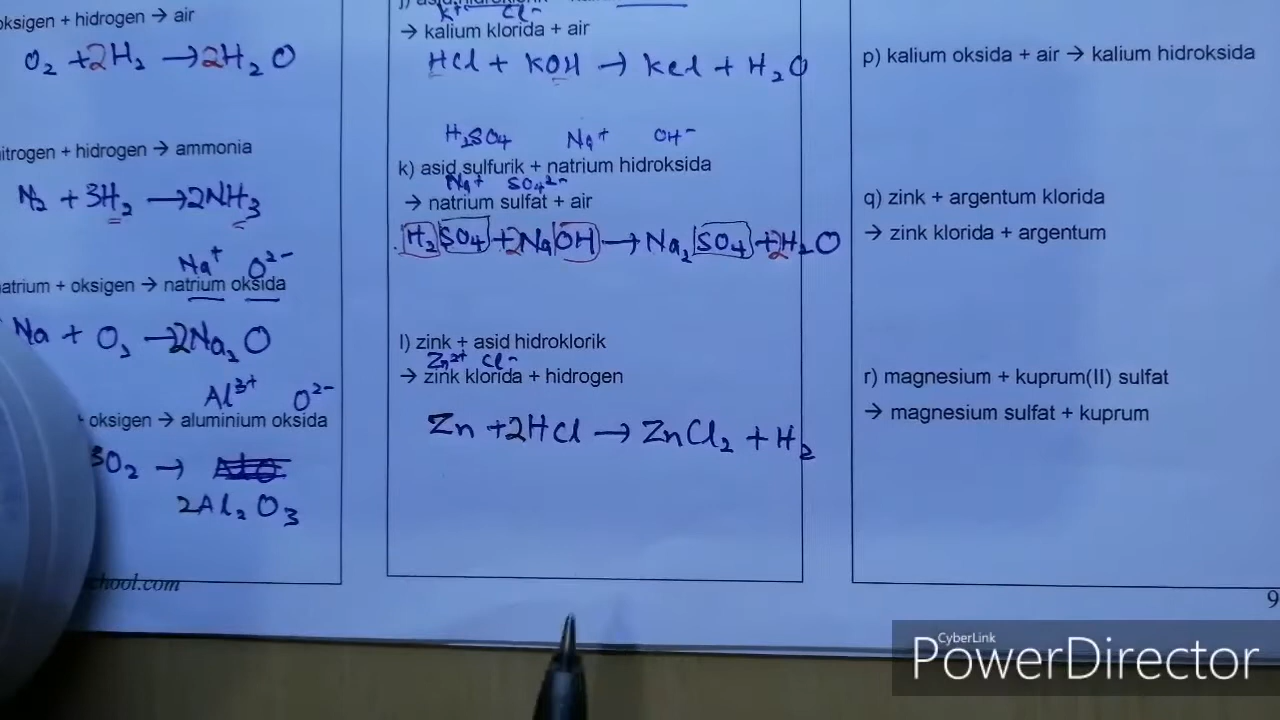 oksigen + hidrogen → air
O₂ + 2H₂ → 2H₂O
nitrogen + hidrogen → ammonia
N₂ + 3H₂ → 2NH₃
Na⁺ O²⁻
natrium + oksigen → natrium oksida
Na + O₂ → 2Na₂O
Al³⁺ O²⁻
oksigen → aluminium oksida
3O₂ →
2Al₂O₃
school.com
K⁺ Cl⁻
→ kalium klorida + air
HCl + KOH → KCl + H₂O
H₂SO₄ Na⁺ OH⁻
k) asid sulfurik + natrium hidroksida
Na⁺ SO₄²⁻
→ natrium sulfat + air
H₂SO₄ + 2NaOH → Na₂SO₄ + 2H₂O
l) zink + asid hidroklorik
Zn²⁺ Cl⁻
→ zink klorida + hidrogen
Zn + 2HCl → ZnCl₂ + H₂
p) kalium oksida + air → kalium hidroksida
q) zink + argentum klorida
→ zink klorida + argentum
r) magnesium + kuprum(II) sulfat
→ magnesium sulfat + kuprum
9
CyberLink
PowerDirector